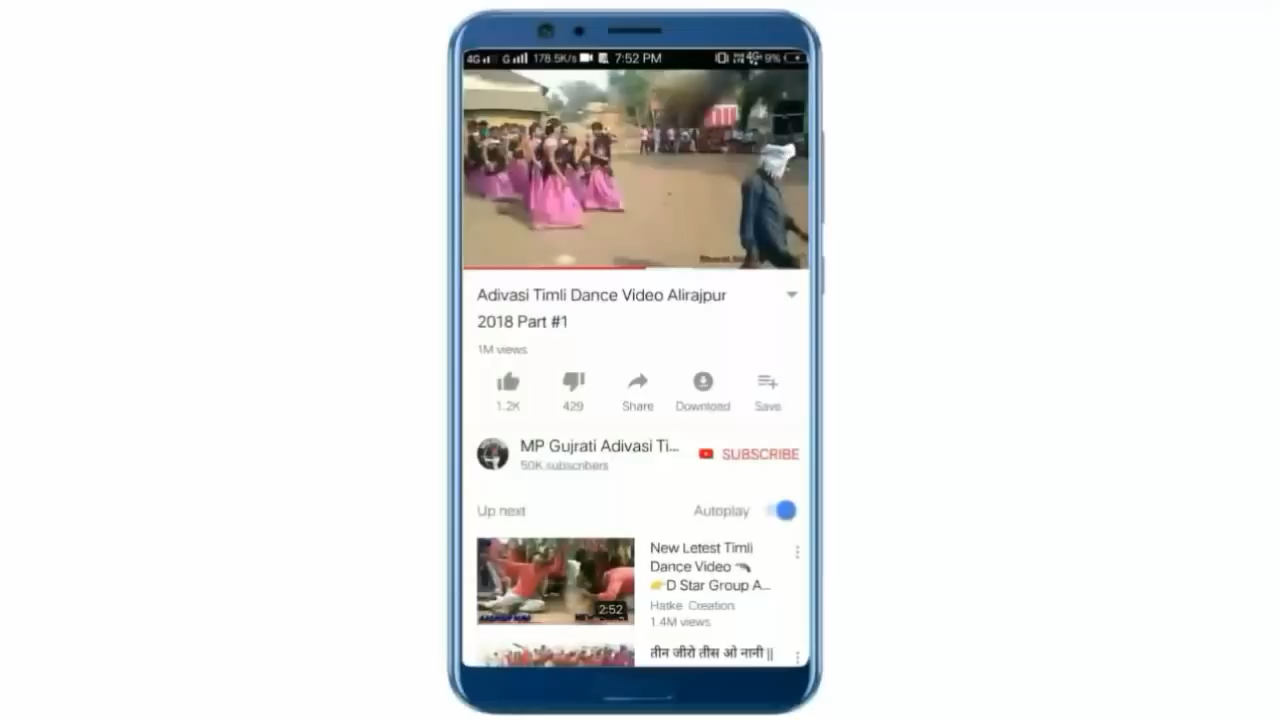 4G G 178.5K/s 7:52 PM 4G+ 9%
Adivasi Timli Dance Video Alirajpur
2018 Part #1
1M views
1.2K 429 Share Download Save
MP Gujrati Adivasi Ti... SUBSCRIBE
50K subscribers
Up next Autoplay
New Letest Timli
Dance Video
D Star Group A...
Hatke Creation
1.4M views
2:52
तीन जीरो तीस ओ नानी ||